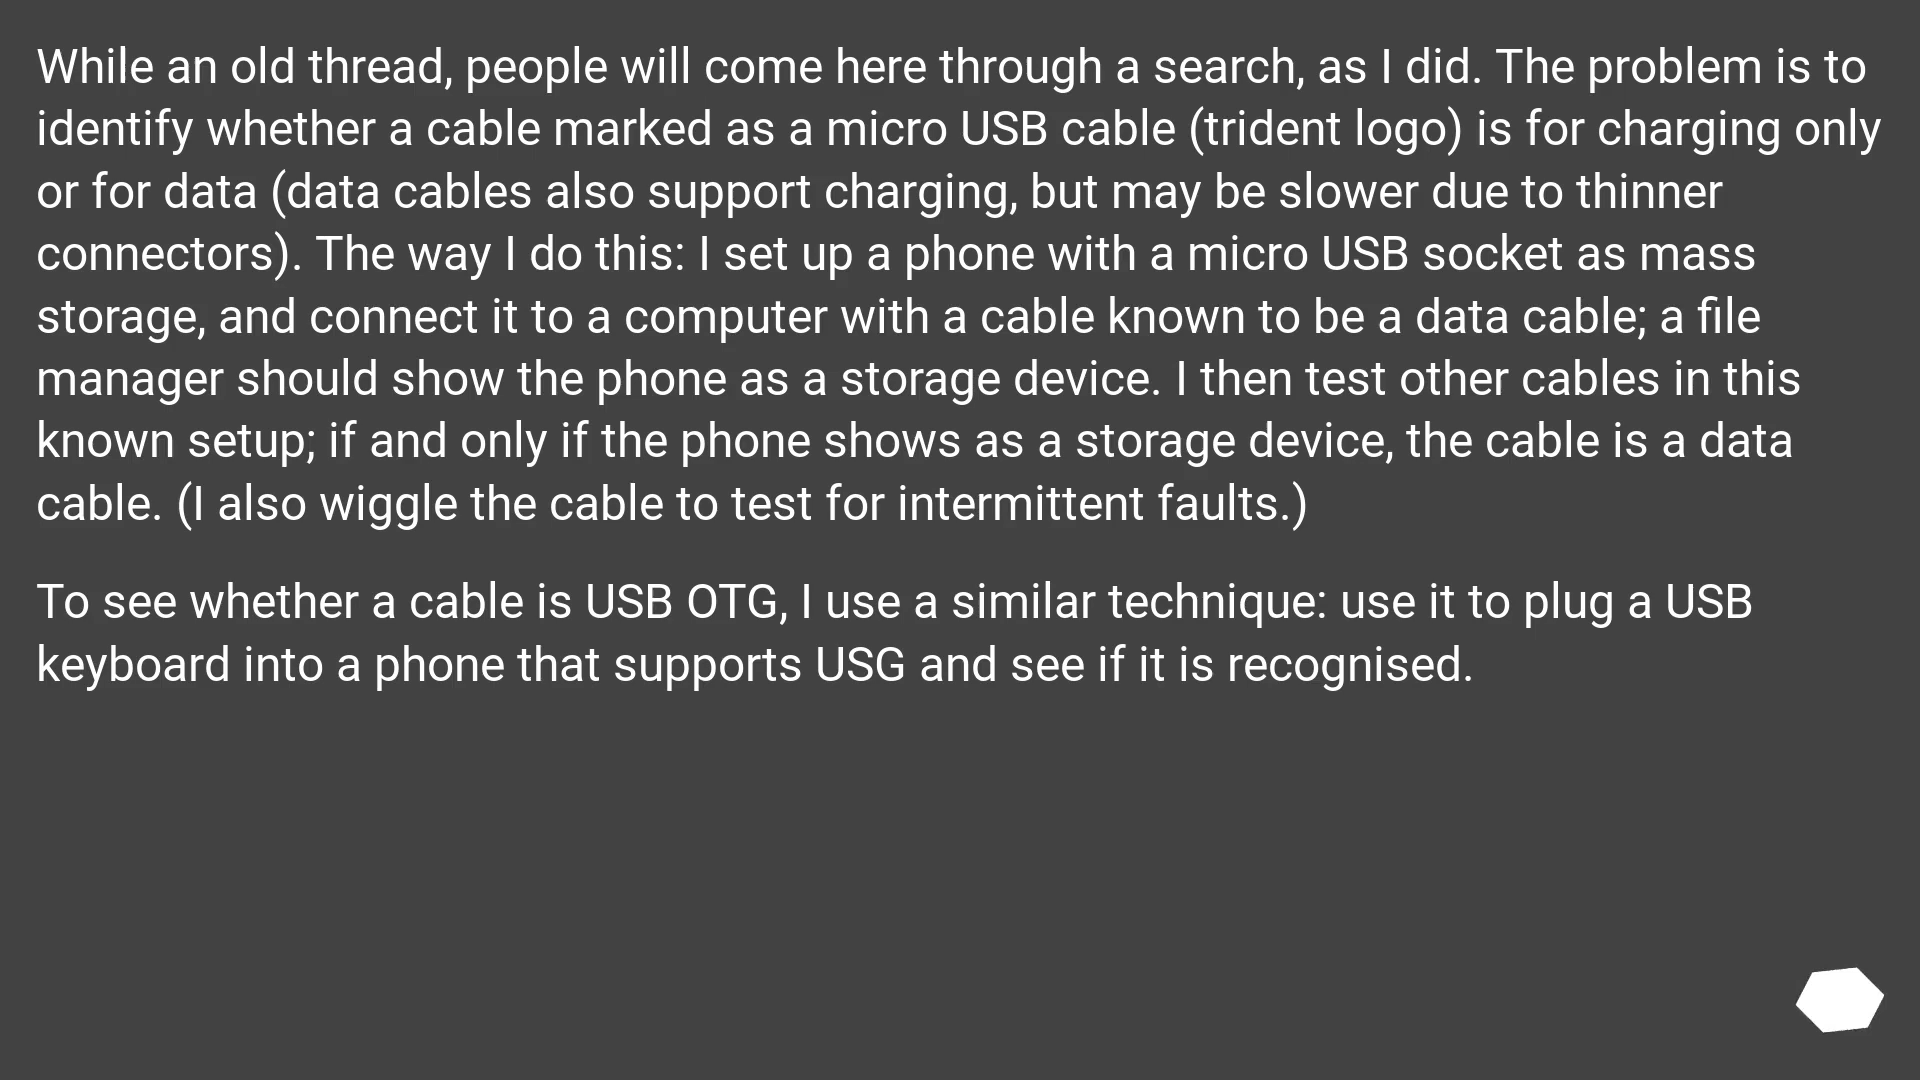 While an old thread, people will come here through a search, as I did. The problem is to
identify whether a cable marked as a micro USB cable (trident logo) is for charging only
or for data (data cables also support charging, but may be slower due to thinner
connectors). The way I do this: I set up a phone with a micro USB socket as mass
storage, and connect it to a computer with a cable known to be a data cable; a file
manager should show the phone as a storage device. I then test other cables in this
known setup; if and only if the phone shows as a storage device, the cable is a data
cable. (I also wiggle the cable to test for intermittent faults.)
To see whether a cable is USB OTG, I use a similar technique: use it to plug a USB
keyboard into a phone that supports USG and see if it is recognised.